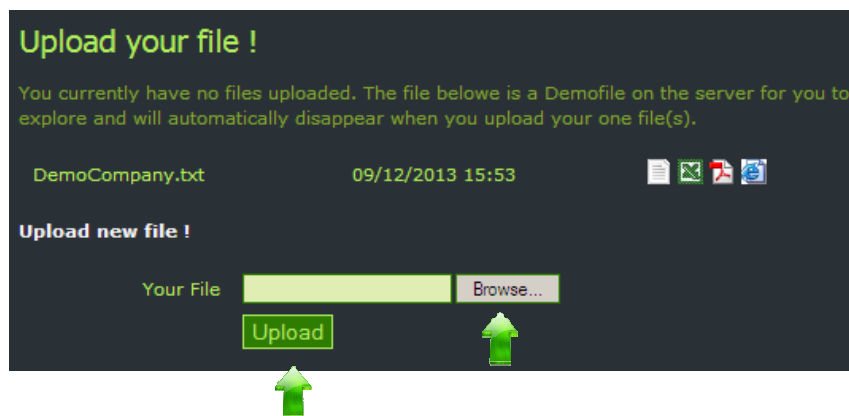 Upload your file !
You currently have no files uploaded. The file belowe is a Demofile on the server for you to
explore and will automatically disappear when you upload your one file(s).
DemoCompany.txt 09/12/2013 15:53
Upload new file !
Your File Browse...
Upload